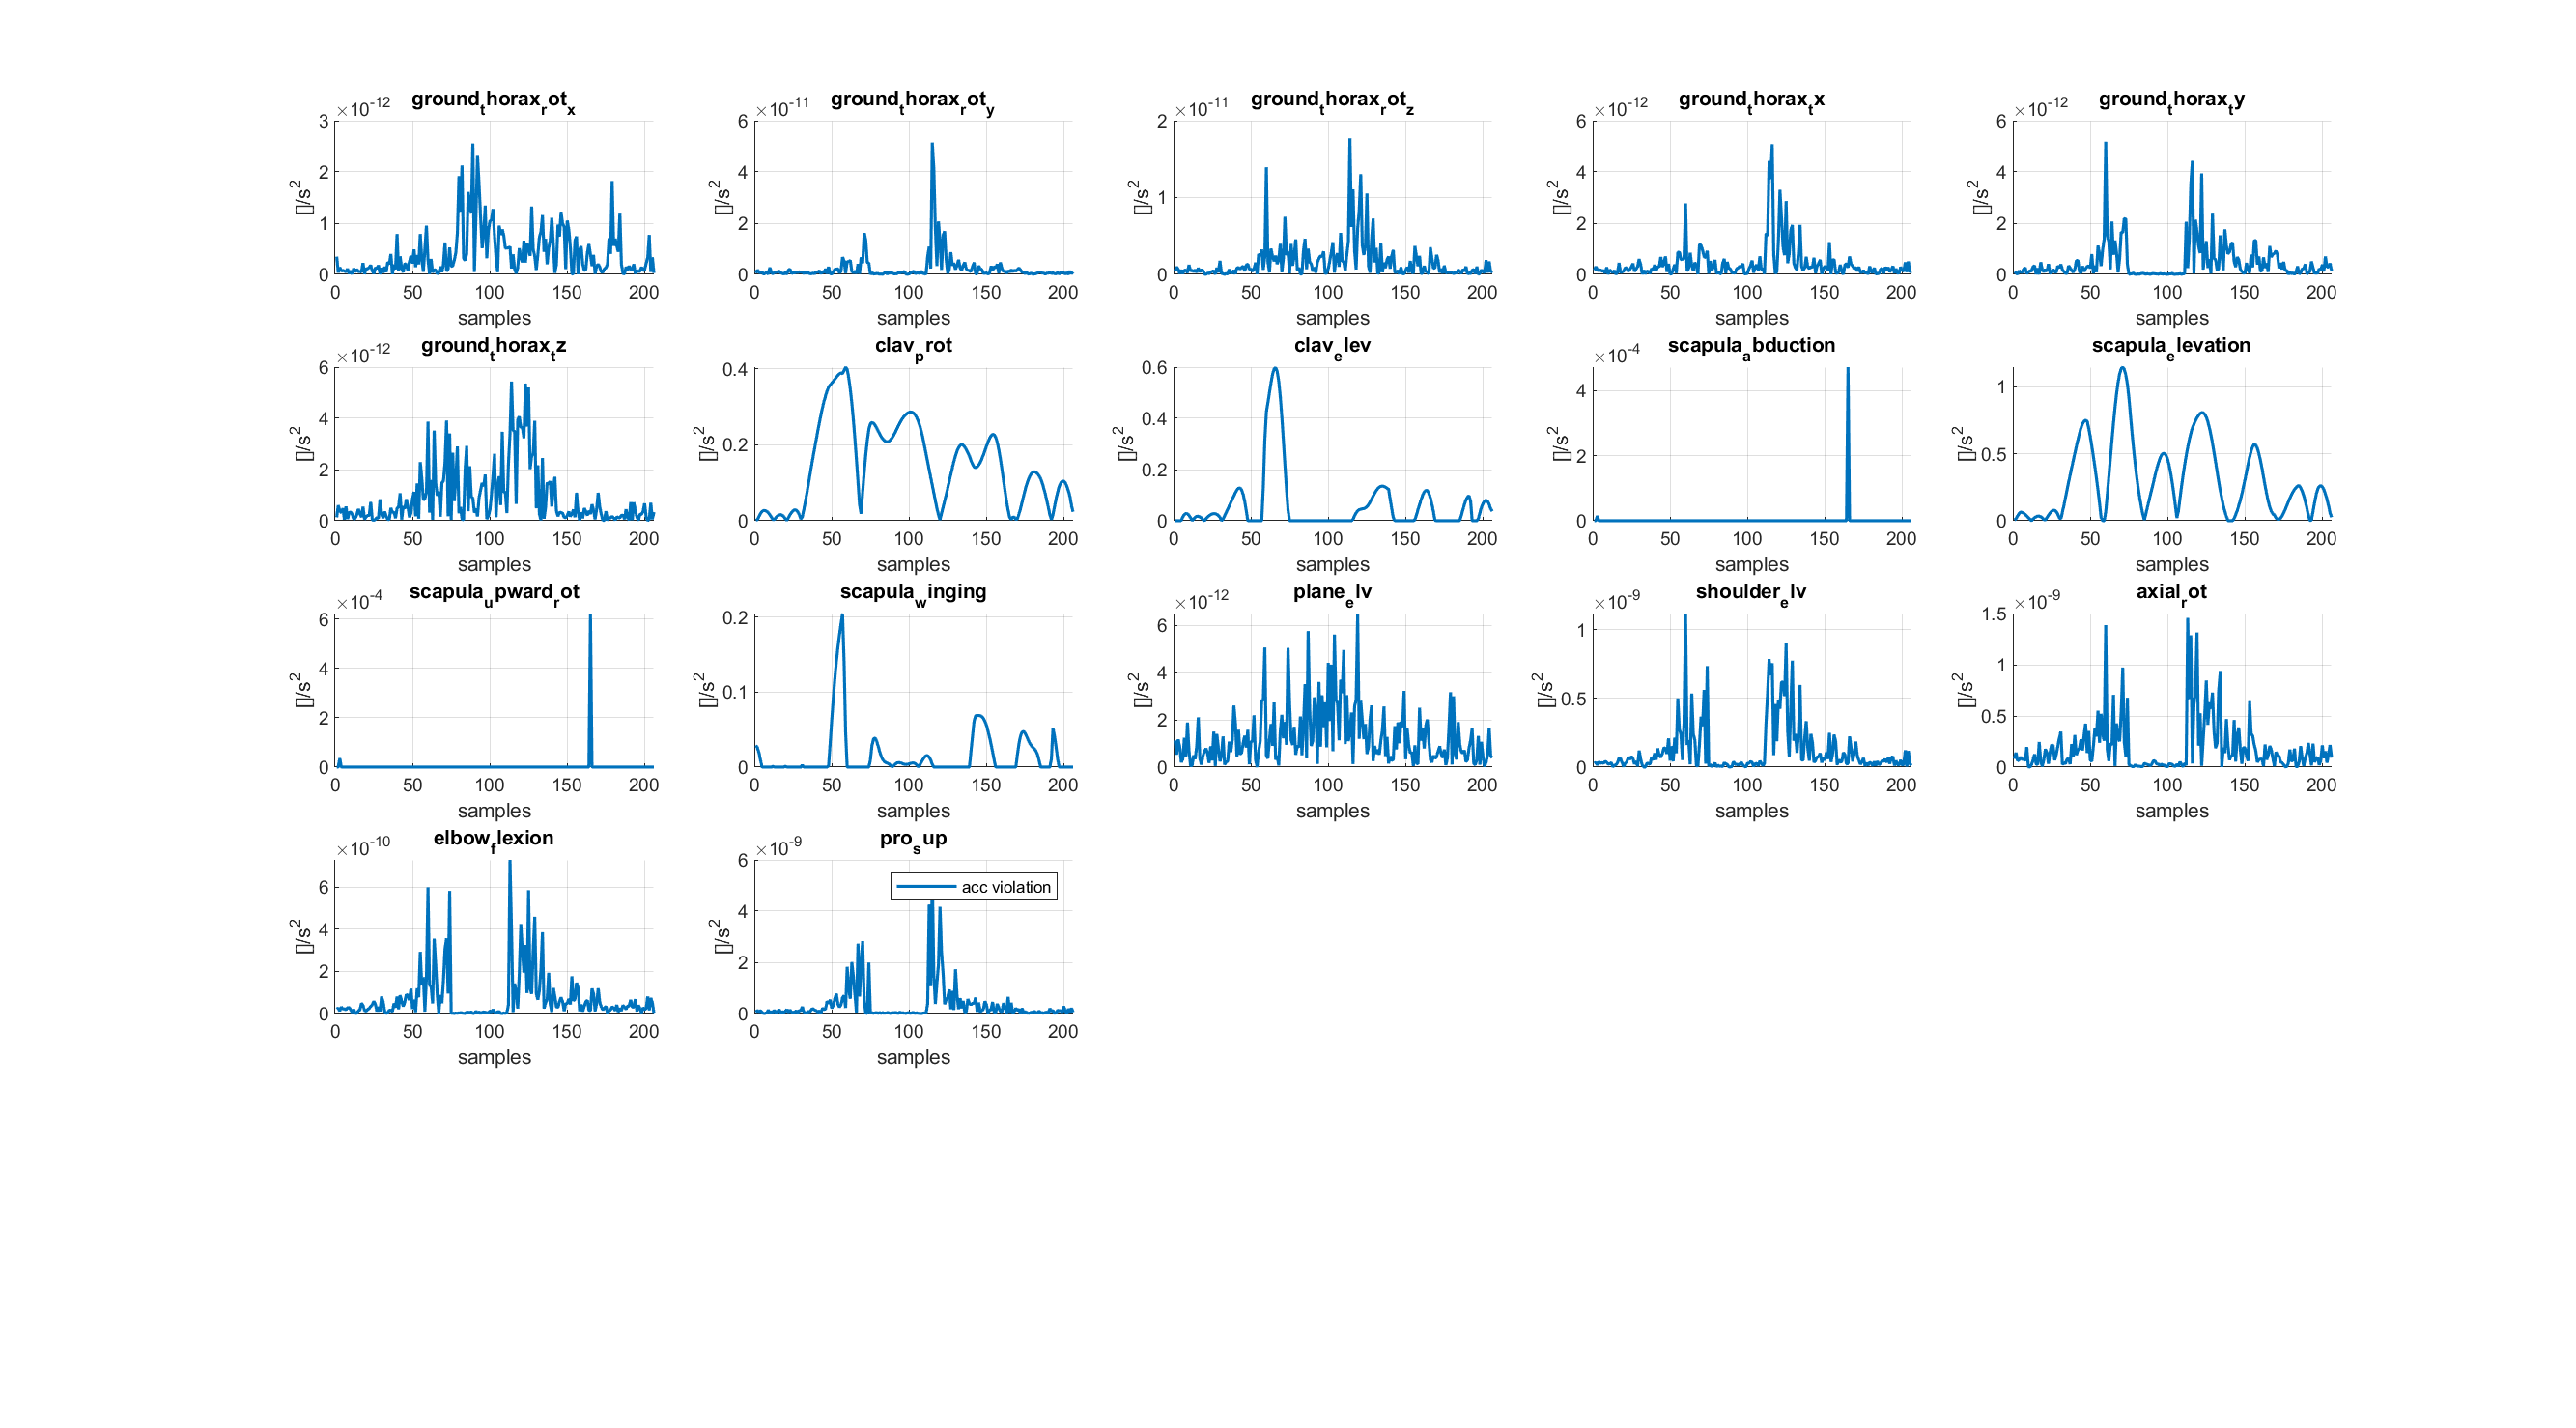 ground_thorax_rot_x
×10-12
[]/s2
3
2
1
0
0 50 100 150 200
samples
ground_thorax_rot_y
×10-11
[]/s2
6
4
2
0
0 50 100 150 200
samples
ground_thorax_rot_z
×10-11
[]/s2
2
1
0
0 50 100 150 200
samples
ground_thorax_tx
×10-12
[]/s2
6
4
2
0
0 50 100 150 200
samples
ground_thorax_ty
×10-12
[]/s2
6
4
2
0
0 50 100 150 200
samples
ground_thorax_tz
×10-12
[]/s2
6
4
2
0
0 50 100 150 200
samples
clav_prot
[]/s2
0.4
0.2
0
0 50 100 150 200
samples
clav_elev
[]/s2
0.6
0.4
0.2
0
0 50 100 150 200
samples
scapula_abduction
×10-4
[]/s2
4
2
0
0 50 100 150 200
samples
scapula_elevation
[]/s2
1
0.5
0
0 50 100 150 200
samples
scapula_upward_rot
×10-4
[]/s2
6
4
2
0
0 50 100 150 200
samples
scapula_winging
[]/s2
0.2
0.1
0
0 50 100 150 200
samples
plane_elv
×10-12
[]/s2
6
4
2
0
0 50 100 150 200
samples
shoulder_elv
×10-9
[]/s2
1
0.5
0
0 50 100 150 200
samples
axial_rot
×10-9
[]/s2
1.5
1
0.5
0
0 50 100 150 200
samples
elbow_flexion
×10-10
[]/s2
6
4
2
0
0 50 100 150 200
samples
pro_sup
×10-9
[]/s2
6
4
2
0
acc violation
0 50 100 150 200
samples